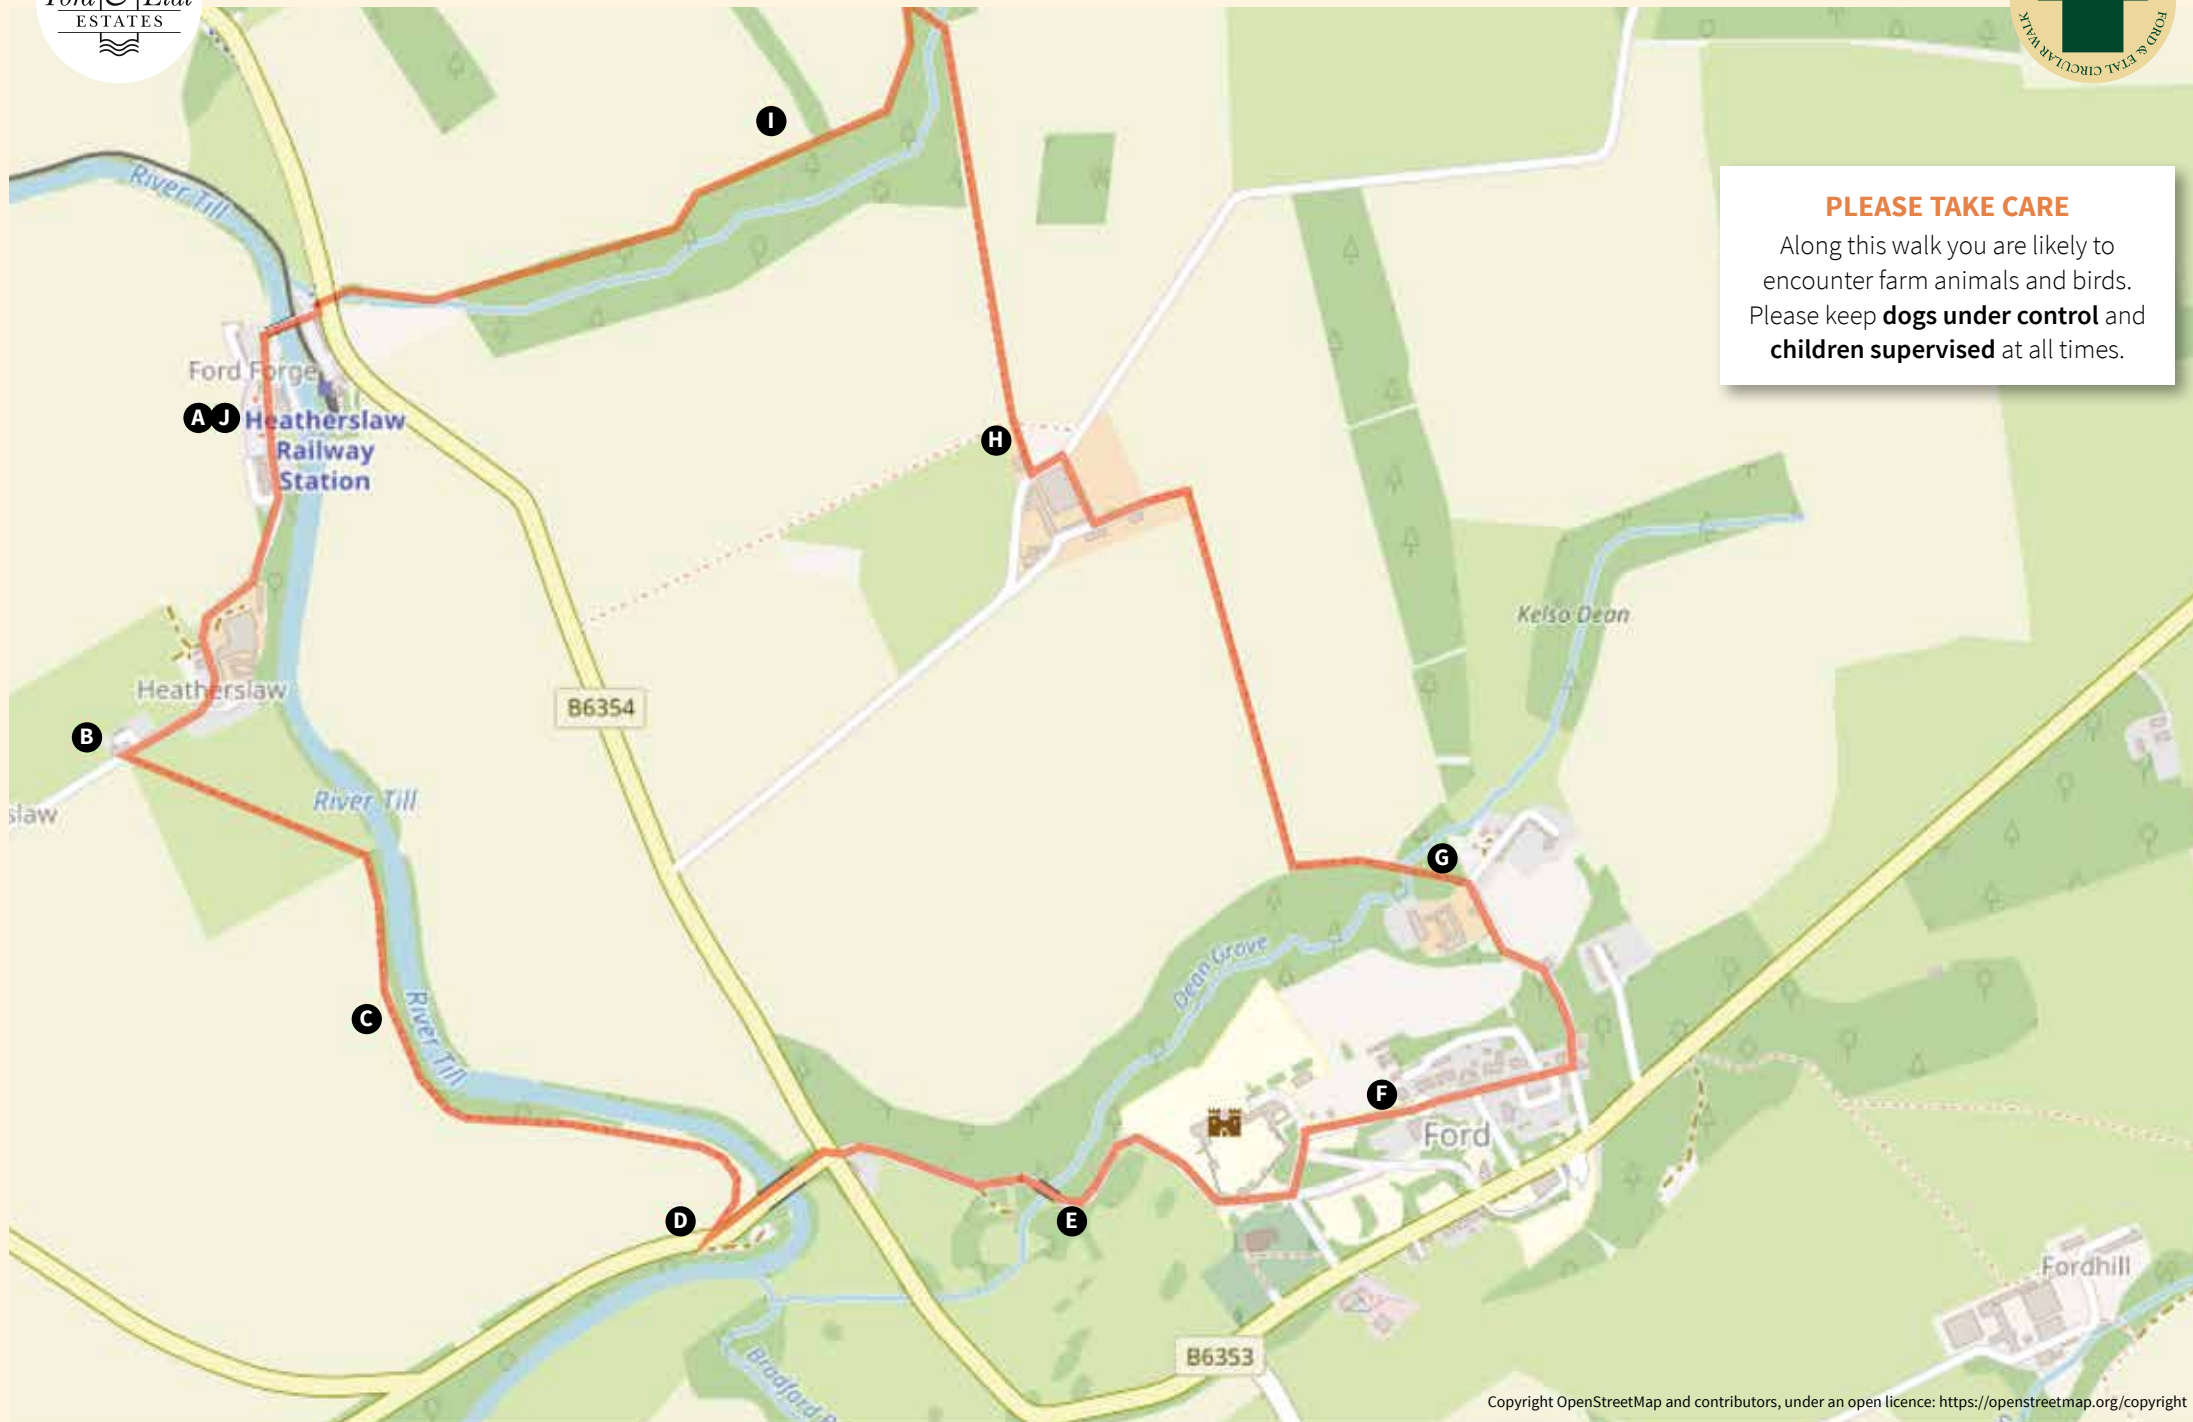 Ford & Etal
ESTATES
FORD & ETAL CIRCULAR WALK
I
River Till
PLEASE TAKE CARE
Along this walk you are likely to
encounter farm animals and birds.
Please keep dogs under control and
children supervised at all times.
Ford Forge
A J Heatherslaw
Railway
Station
H
Kelso Dean
Heatherslaw
B6354
B
River Till
slaw
G
Dean Grove
C
River Till
F
Ford
D
E
Fordhill
B6353
Bradford
Copyright OpenStreetMap and contributors, under an open licence: https://openstreetmap.org/copyright